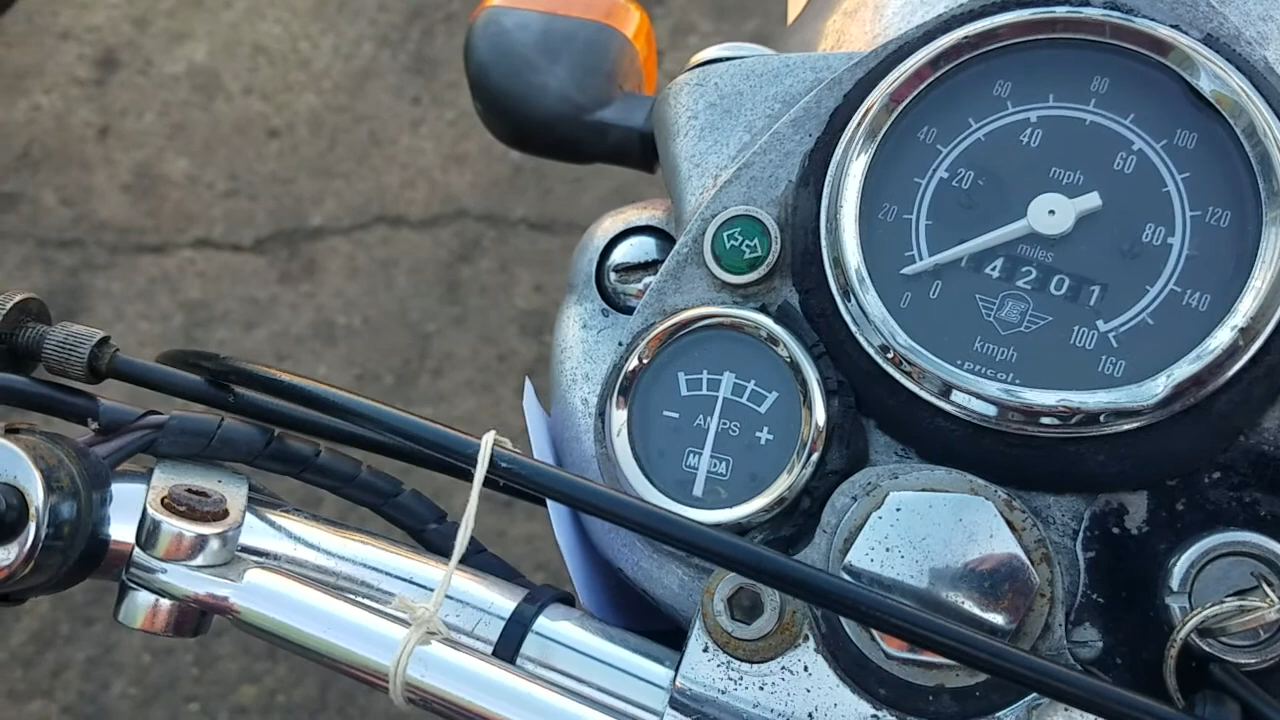 20 40 60 80 100 120 140 160
0 20 40 60 80 100
mph
miles
4201
E
0
kmph
•pricol•
− AMPS +
MINDA